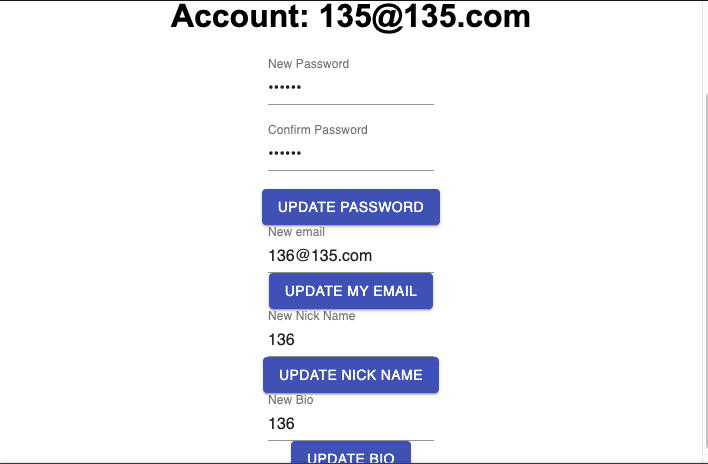 Account: 135@135.com
New Password
••••••
Confirm Password
••••••
UPDATE PASSWORD
New email
136@135.com
UPDATE MY EMAIL
New Nick Name
136
UPDATE NICK NAME
New Bio
136
UPDATE BIO